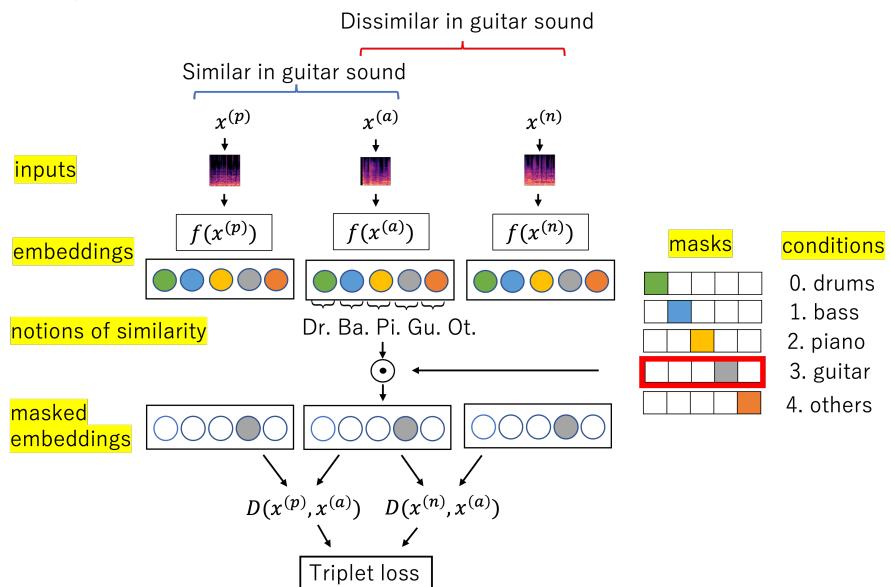 Dissimilar in guitar sound
Similar in guitar sound
x^(p) x^(a) x^(n)
inputs
f(x^(p)) f(x^(a)) f(x^(n))
embeddings
masks conditions
0. drums
1. bass
2. piano
3. guitar
4. others
notions of similarity
Dr. Ba. Pi. Gu. Ot.
masked
embeddings
D(x^(p), x^(a)) D(x^(n), x^(a))
Triplet loss